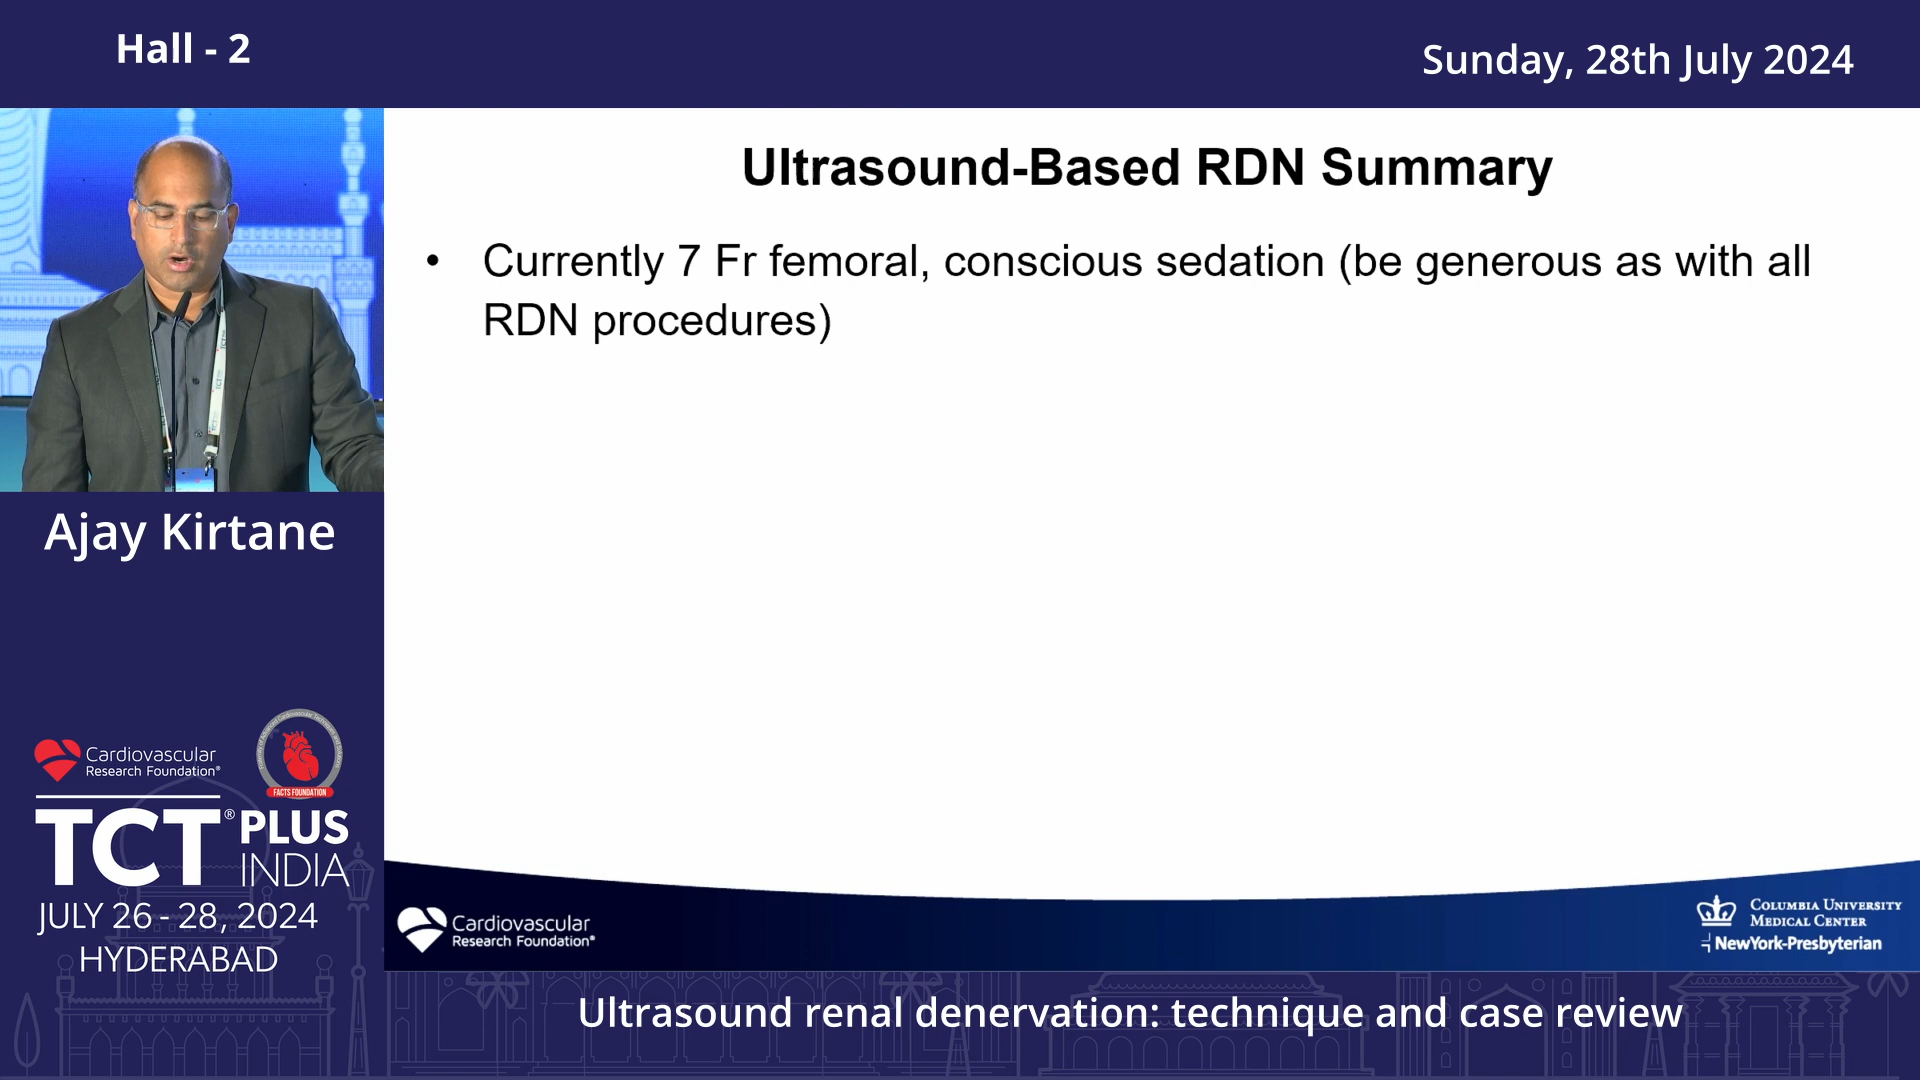 Hall - 2
Sunday, 28th July 2024
Ultrasound-Based RDN Summary
• Currently 7 Fr femoral, conscious sedation (be generous as with all
RDN procedures)
Ajay Kirtane
Cardiovascular
Research Foundation®
FACTS FOUNDATION
TCT® PLUS
INDIA
JULY 26 - 28, 2024
HYDERABAD
Cardiovascular
Research Foundation®
COLUMBIA UNIVERSITY
MEDICAL CENTER
NewYork-Presbyterian
Ultrasound renal denervation: technique and case review